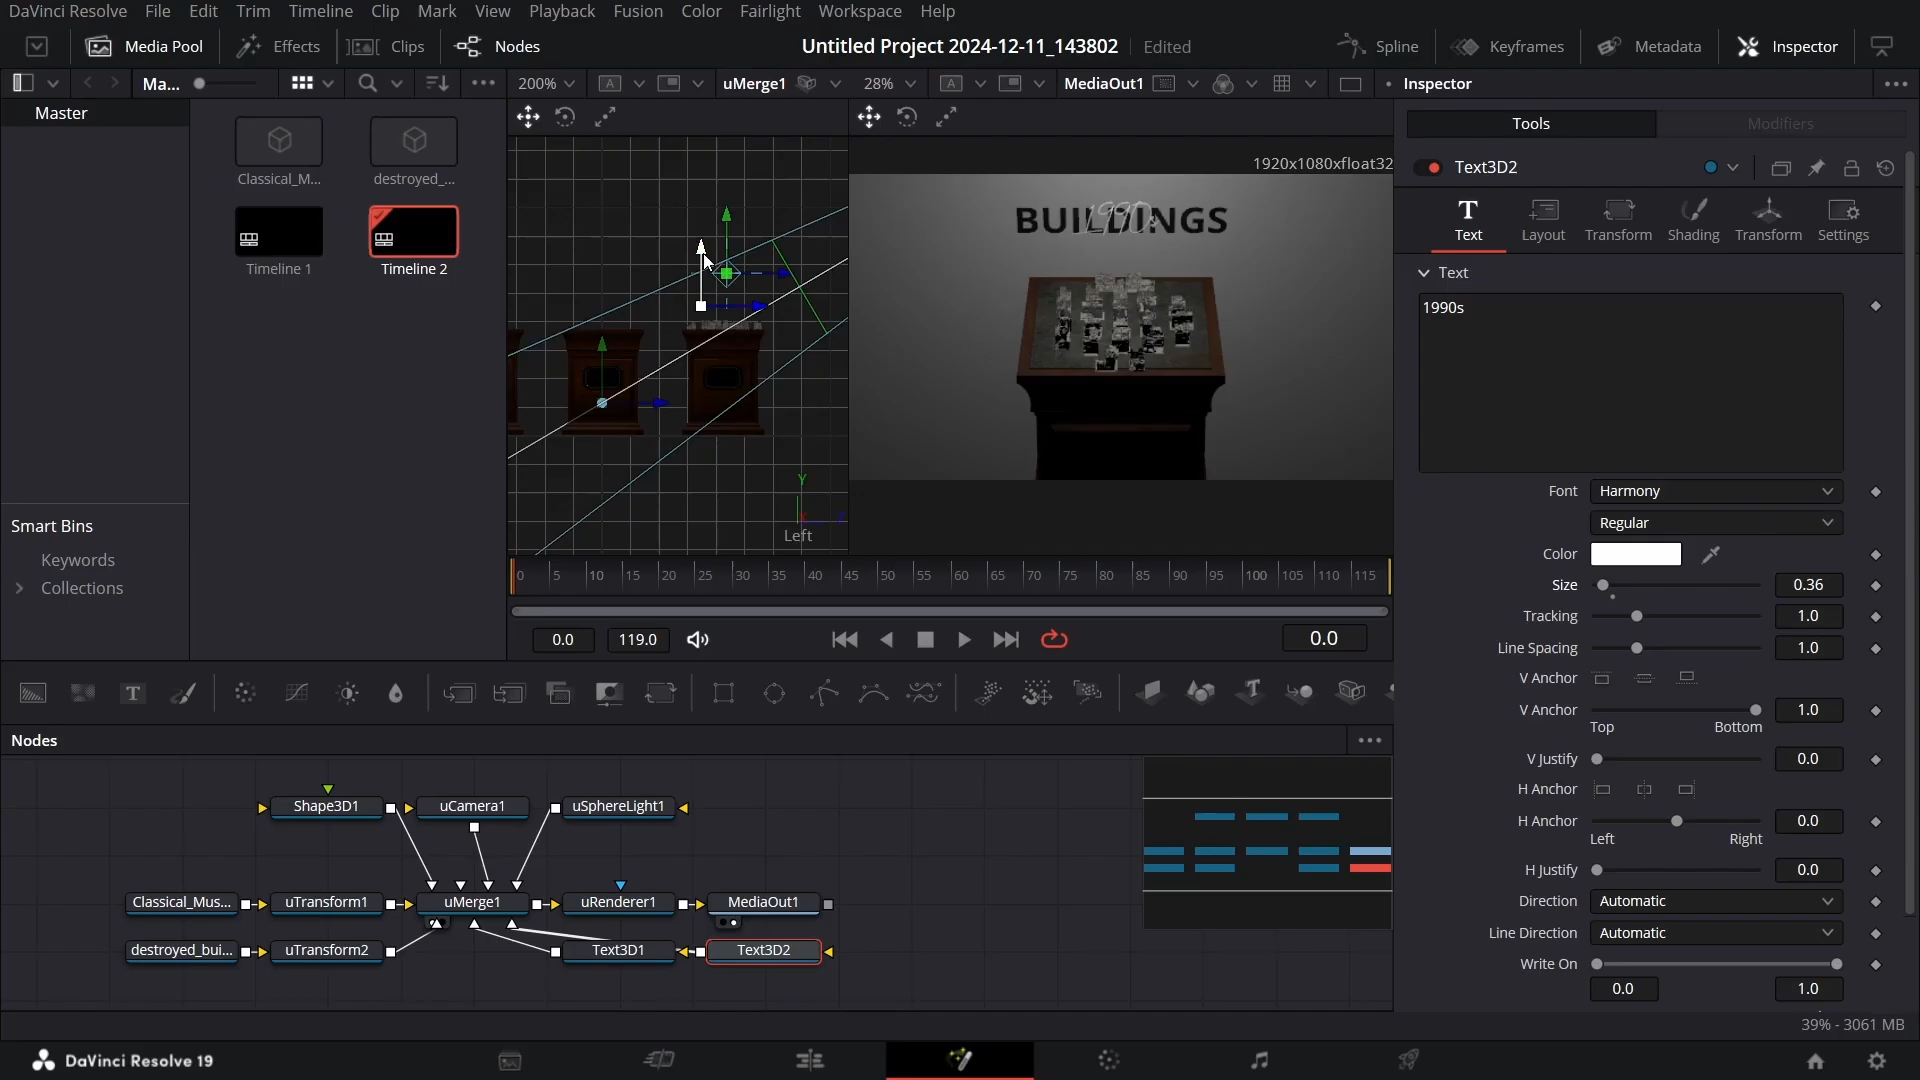 DaVinci Resolve File Edit Trim Timeline Clip Mark View Playback Fusion Color Fairlight Workspace Help
Media Pool Effects Clips Nodes Untitled Project 2024-12-11_143802 Edited Spline Keyframes Metadata Inspector
Ma... 200% A uMerge1 28% A MediaOut1 Inspector
Master
Tools Modifiers
1920x1080xfloat32
Text3D2
Classical_M... destroyed_...
Timeline 1 Timeline 2
BUILDINGS
1990s
Text Layout Transform Shading Transform Settings
Text
1990s
Y
X
Z
Left
Smart Bins
Keywords
Collections
Font Harmony
Regular
Color
Size 0.36
Tracking 1.0
Line Spacing 1.0
V Anchor
V Anchor 1.0
Top Bottom
V Justify 0.0
H Anchor
H Anchor 0.0
Left Right
H Justify 0.0
Direction Automatic
Line Direction Automatic
Write On
0.0 1.0
0 5 10 15 20 25 30 35 40 45 50 55 60 65 70 75 80 85 90 95 100 105 110 115
0.0 119.0 0.0
Nodes
Shape3D1 uCamera1 uSphereLight1
Classical_Mus... uTransform1 uMerge1 uRenderer1 MediaOut1
destroyed_bui... uTransform2 Text3D1 Text3D2
39% - 3061 MB
DaVinci Resolve 19